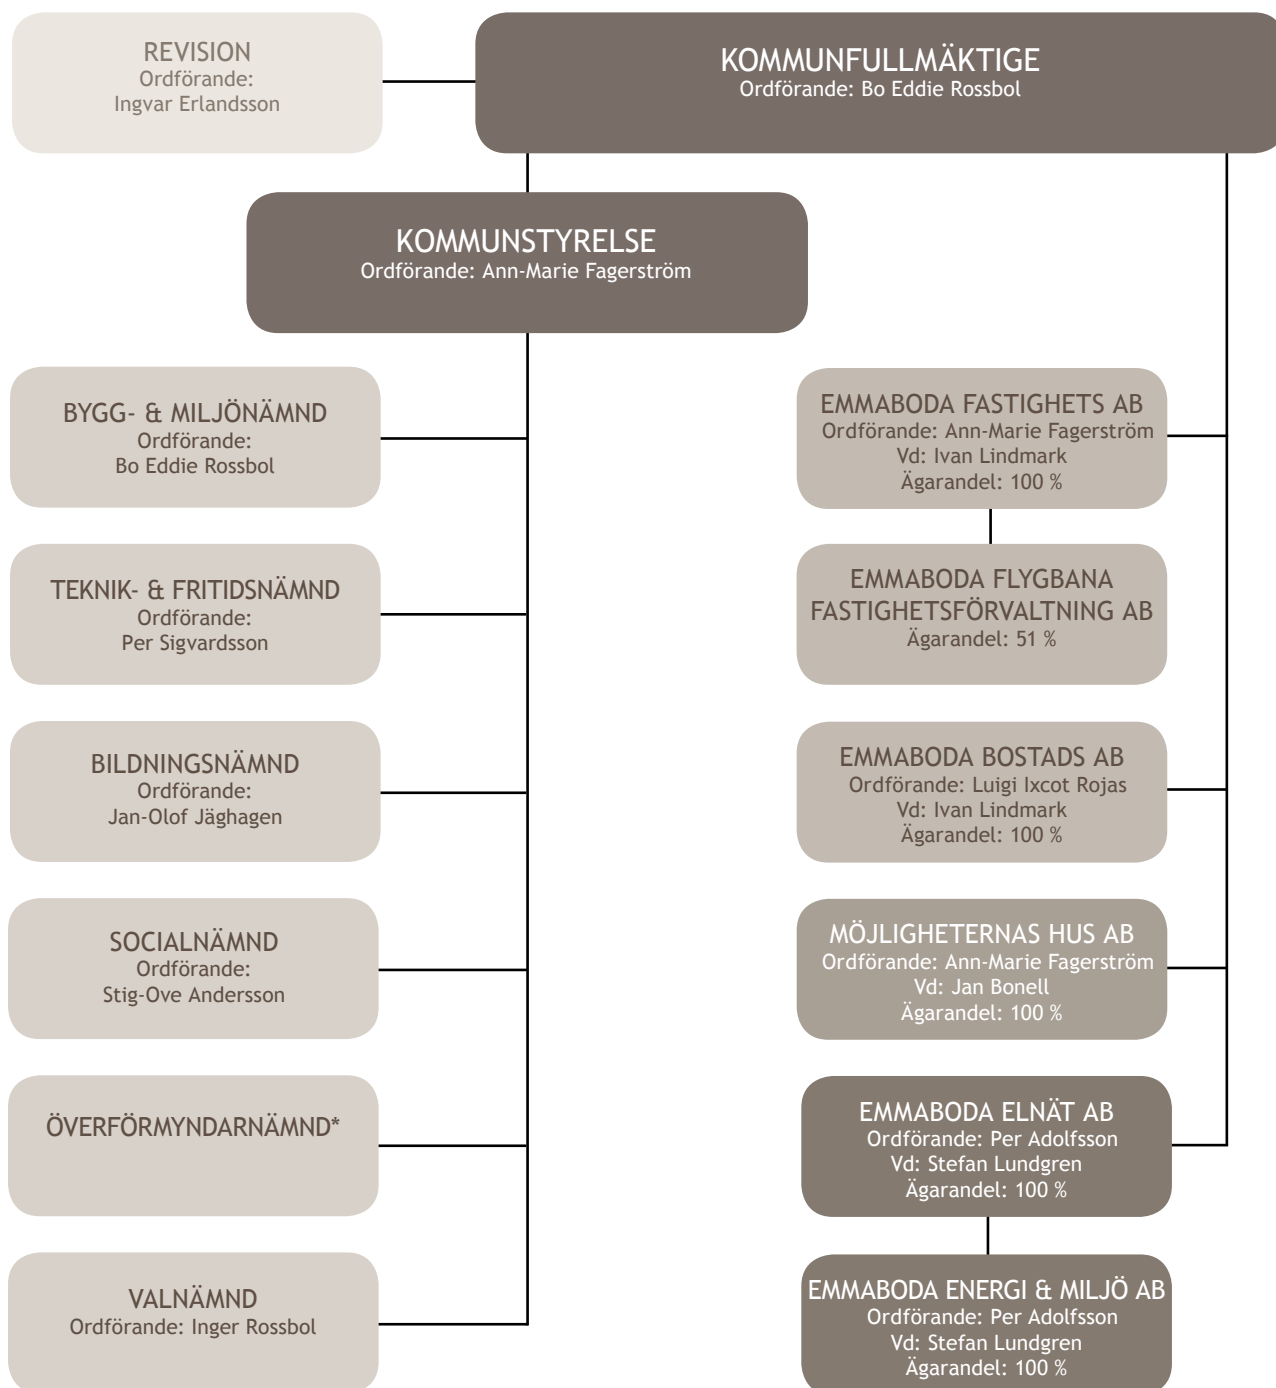 REVISION
Ordförande:
Ingvar Erlandsson
KOMMUNFULLMÄKTIGE
Ordförande: Bo Eddie Rossbol
KOMMUNSTYRELSE
Ordförande: Ann-Marie Fagerström
BYGG- & MILJÖNÄMND
Ordförande:
Bo Eddie Rossbol
TEKNIK- & FRITIDSNÄMND
Ordförande:
Per Sigvardsson
BILDNINGSNÄMND
Ordförande:
Jan-Olof Jäghagen
SOCIALNÄMND
Ordförande:
Stig-Ove Andersson
ÖVERFÖRMYNDARNÄMND*
VALNÄMND
Ordförande: Inger Rossbol
EMMABODA FASTIGHETS AB
Ordförande: Ann-Marie Fagerström
Vd: Ivan Lindmark
Ägarandel: 100 %
EMMABODA FLYGBANA
FASTIGHETSFÖRVALTNING AB
Ägarandel: 51 %
EMMABODA BOSTADS AB
Ordförande: Luigi Ixcot Rojas
Vd: Ivan Lindmark
Ägarandel: 100 %
MÖJLIGHETERNAS HUS AB
Ordförande: Ann-Marie Fagerström
Vd: Jan Bonell
Ägarandel: 100 %
EMMABODA ELNÄT AB
Ordförande: Per Adolfsson
Vd: Stefan Lundgren
Ägarandel: 100 %
EMMABODA ENERGI & MILJÖ AB
Ordförande: Per Adolfsson
Vd: Stefan Lundgren
Ägarandel: 100 %